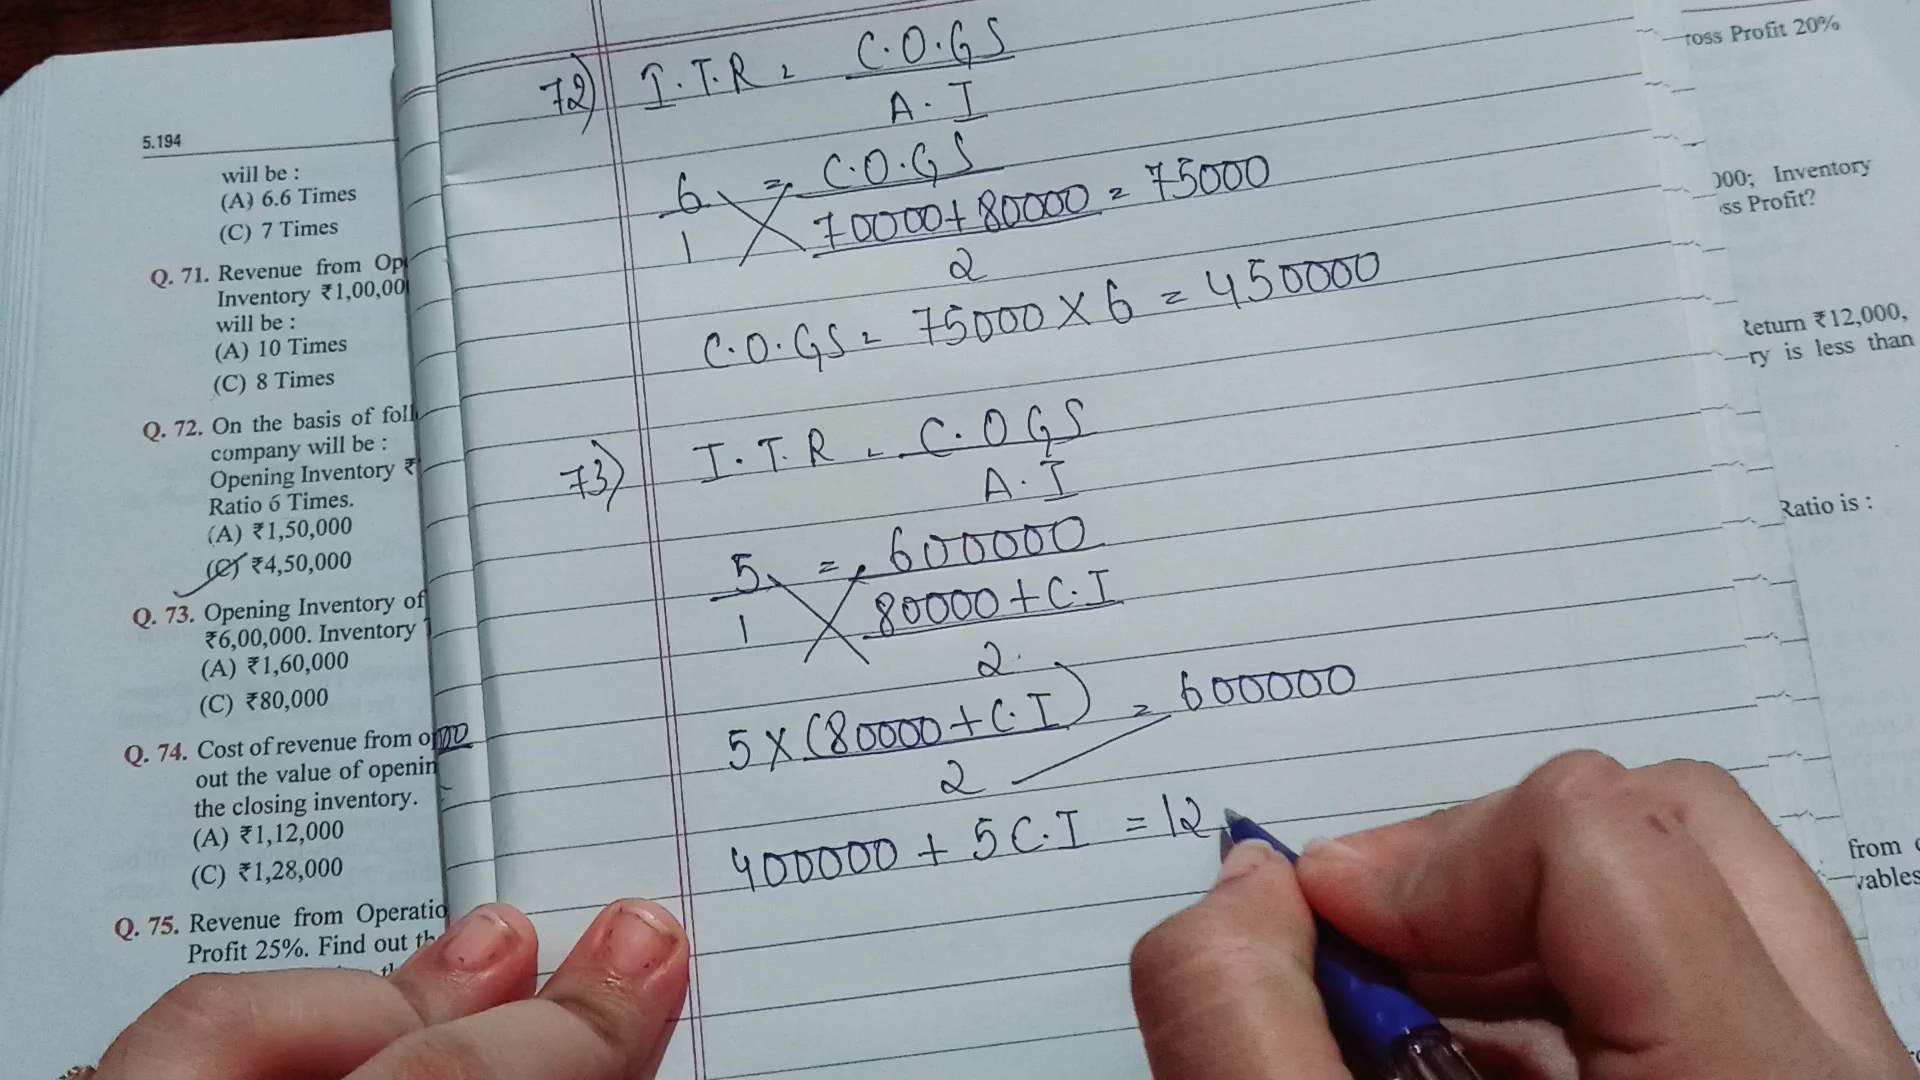 5.194
will be :
(A) 6.6 Times
(C) 7 Times
Q. 71. Revenue from Op
Inventory ₹1,00,00
will be :
(A) 10 Times
(C) 8 Times
Q. 72. On the basis of foll
company will be :
Opening Inventory ₹
Ratio 6 Times.
(A) ₹1,50,000
(C) ₹4,50,000
Q. 73. Opening Inventory of
₹6,00,000. Inventory
(A) ₹1,60,000
(C) ₹80,000
Q. 74. Cost of revenue from o
out the value of openin
the closing inventory.
(A) ₹1,12,000
(C) ₹1,28,000
Q. 75. Revenue from Operatio
Profit 25%. Find out th
72) I.T.R = C.O.GS
A.I
6 = C.O.GS
1 70000+80000 = 75000
2
C.O.GS = 75000 X 6 = 450000
73) I.T.R = C.OGS
A.I
5 = 600000
1 80000+C.I
2
5 X (80000+C.I) = 600000
2
400000 + 5C.I = 12
ross Profit 20%
000; Inventory
ss Profit?
Return ₹12,000,
ry is less than
Ratio is :
from
vables